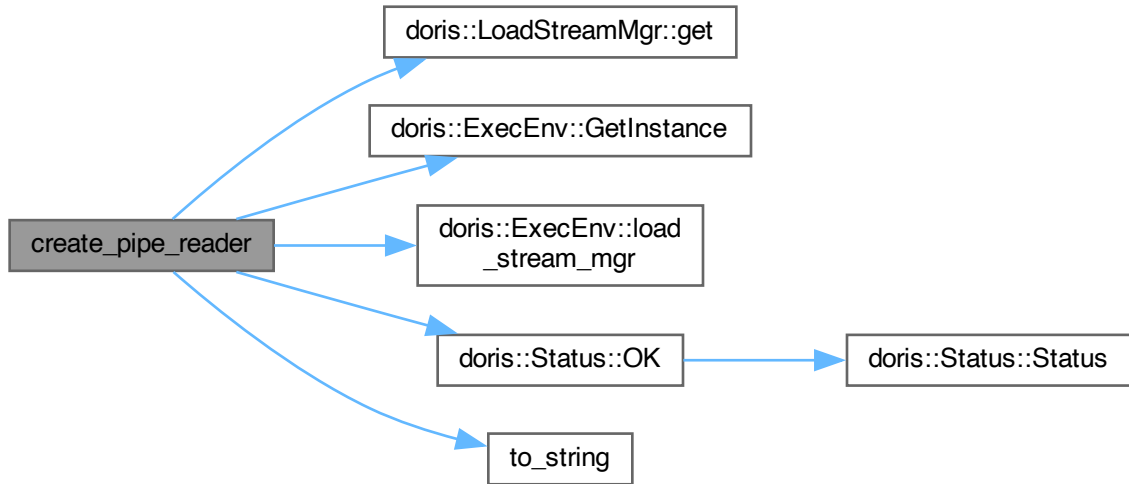 doris::LoadStreamMgr::get
doris::ExecEnv::GetInstance
create_pipe_reader
doris::ExecEnv::load
_stream_mgr
doris::Status::OK
doris::Status::Status
to_string